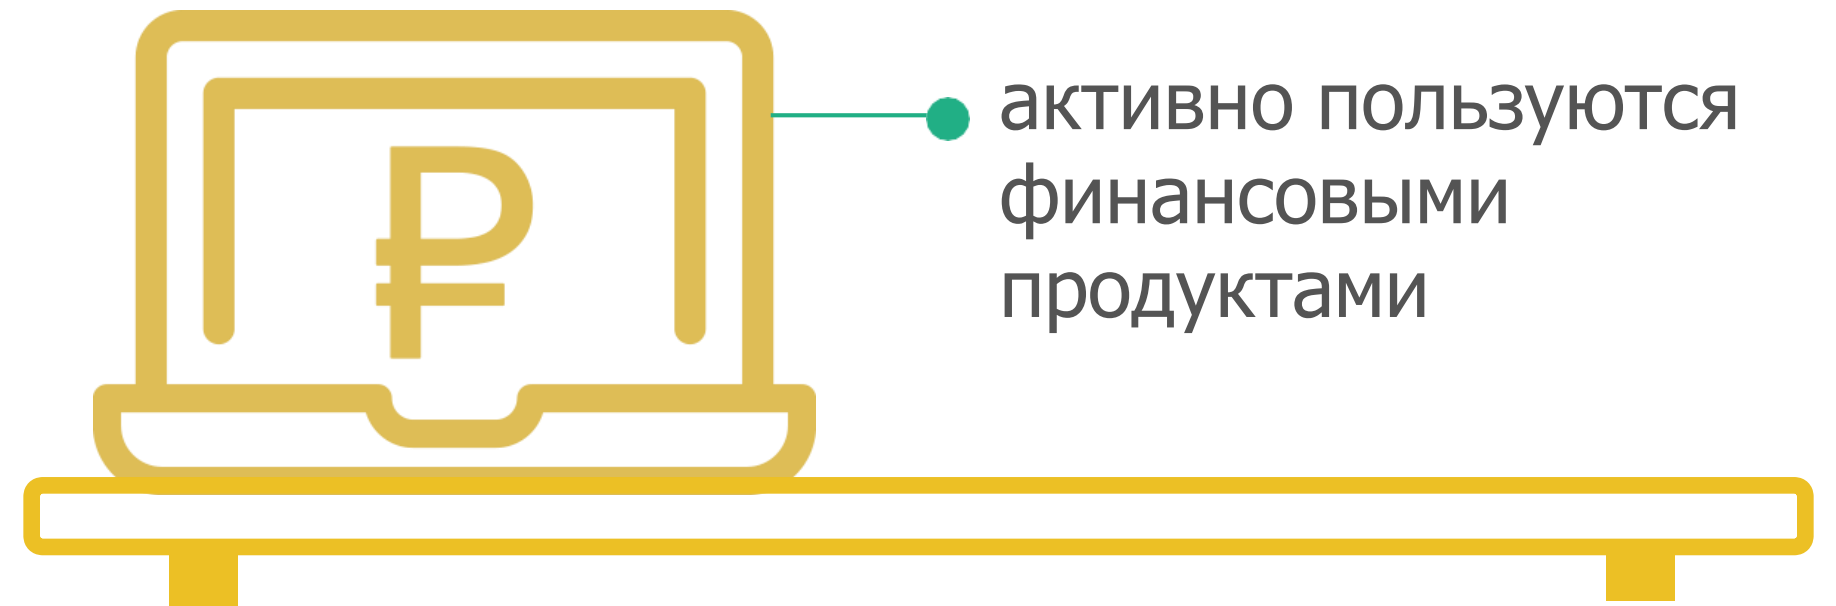 ₽
активно пользуются
финансовыми
продуктами